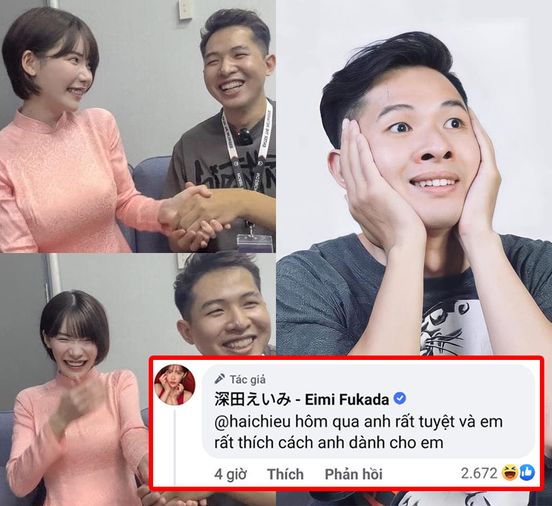 Tác giả
深田えいみ - Eimi Fukada
@haichieu hôm qua anh rất tuyệt và em
rất thích cách anh dành cho em
4 giờ Thích Phản hồi 2.672